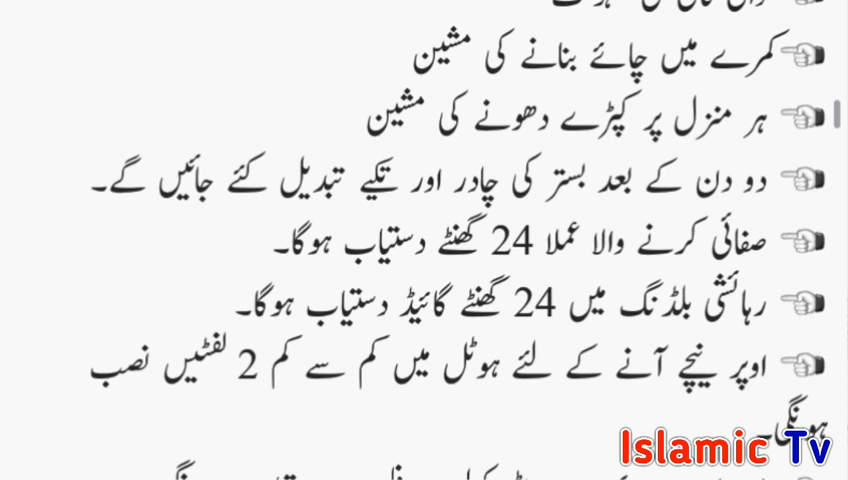 ☜ کمرے میں چائے بنانے کی مشین
☜ ہر منزل پر کپڑے دھونے کی مشین
☜ دو دن کے بعد بستر کی چادر اور تکیے تبدیل کئے جائیں گے۔
☜ صفائی کرنے والا عملا 24 گھنٹے دستیاب ہوگا۔
☜ رہائشی بلڈنگ میں 24 گھنٹے گائیڈ دستیاب ہوگا۔
☜ اوپر نیچے آنے کے لئے ہوٹل میں کم سے کم 2 لفٹیں نصب
ہونگی۔
Islamic Tv